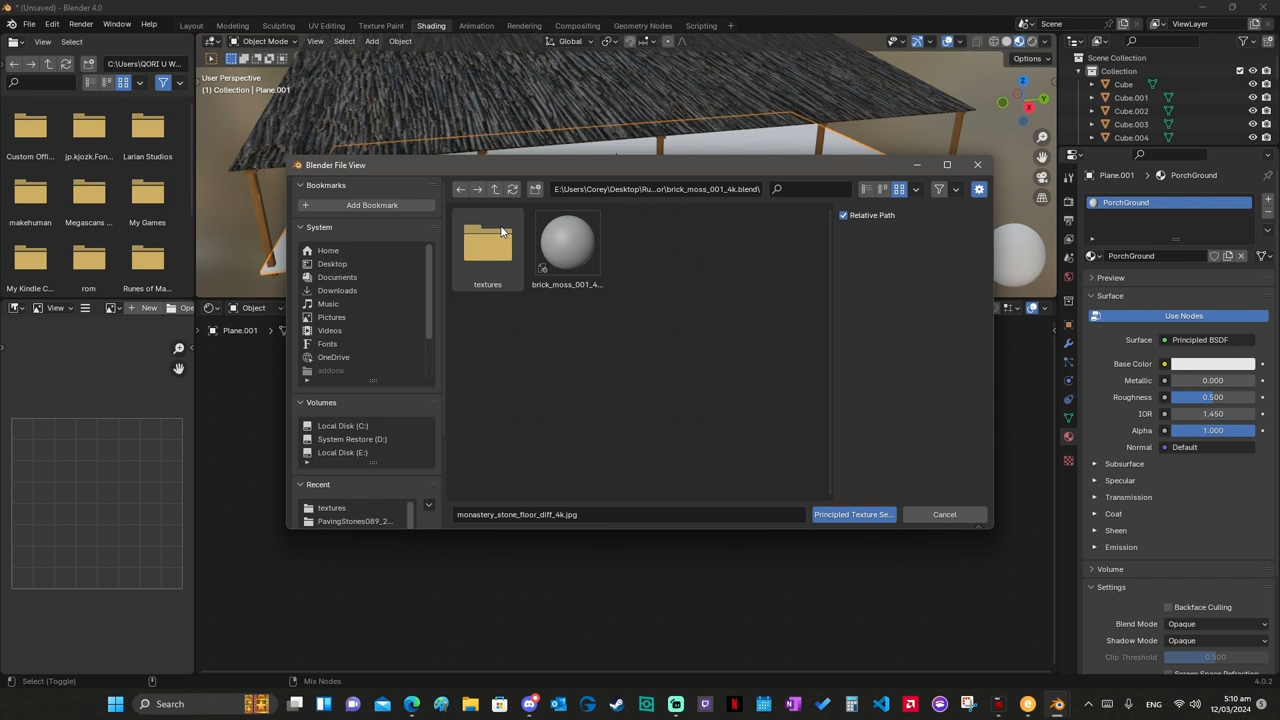 * (Unsaved) - Blender 4.0
File Edit Render Window Help Layout Modeling Sculpting UV Editing Texture Paint Shading Animation Rendering Compositing Geometry Nodes Scripting + Scene ViewLayer
View Select Object Mode View Select Add Object Global
C:\Users\QORI U W... Options
User Perspective
(1) Collection | Plane.001
Scene Collection
Collection
Cube
Cube.001
Cube.002
Cube.003
Cube.004
Z
Y
X
Custom Offi... jp.kjozk.Fon... Larian Studios
makehuman Megascans ... My Games
My Kindle C... rom Runes of Ma...
View New Ope Object
Plane.001
Blender File View
Bookmarks
Add Bookmark
System
Home
Desktop
Documents
Downloads
Music
Pictures
Videos
Fonts
OneDrive
addons
Volumes
Local Disk (C:)
System Restore (D:)
Local Disk (E:)
Recent
textures
PavingStones089_2...
E:\Users\Corey\Desktop\Ru...or\brick_moss_001_4k.blend\
textures brick_moss_001_4...
Relative Path
monastery_stone_floor_diff_4k.jpg Principled Texture Se... Cancel
Plane.001 PorchGround
PorchGround
PorchGround
Preview
Surface
Use Nodes
Surface Principled BSDF
Base Color
Metallic 0.000
Roughness 0.500
IOR 1.450
Alpha 1.000
Normal Default
Subsurface
Specular
Transmission
Coat
Sheen
Emission
Volume
Settings
Backface Culling
Blend Mode Opaque
Shadow Mode Opaque
Clip Threshold 0.500
Screen Space Refraction
Select (Toggle) Mix Nodes 4.0.2
Search ENG 5:10 am
12/03/2024